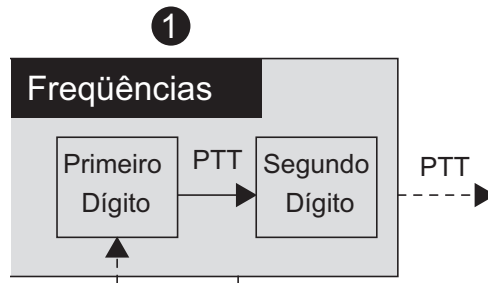 1
Freqüências
Primeiro
Dígito
PTT
Segundo
Dígito
PTT